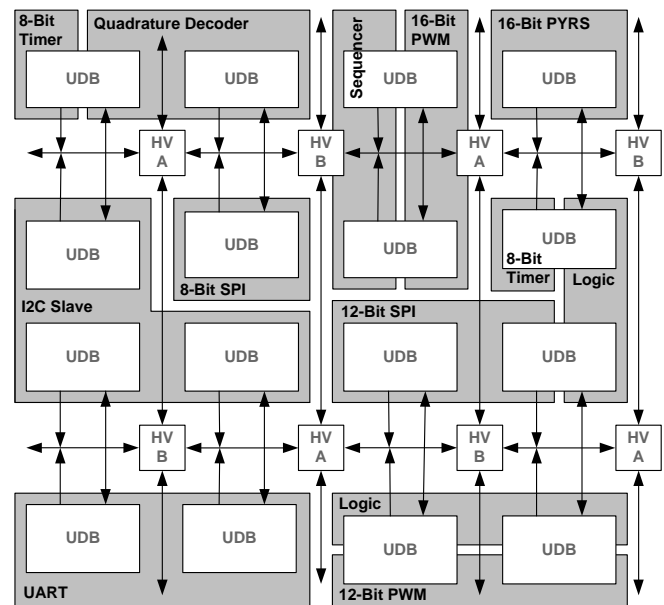 8-Bit
Timer
Quadrature Decoder
Sequencer
16-Bit
PWM
16-Bit PYRS
UDB
UDB
UDB
UDB
HV
A
HV
B
HV
A
HV
B
UDB
UDB
UDB
UDB
8-Bit
Timer
Logic
8-Bit SPI
I2C Slave
12-Bit SPI
UDB
UDB
UDB
UDB
HV
B
HV
A
HV
B
HV
A
Logic
UDB
UDB
UDB
UDB
UART
12-Bit PWM